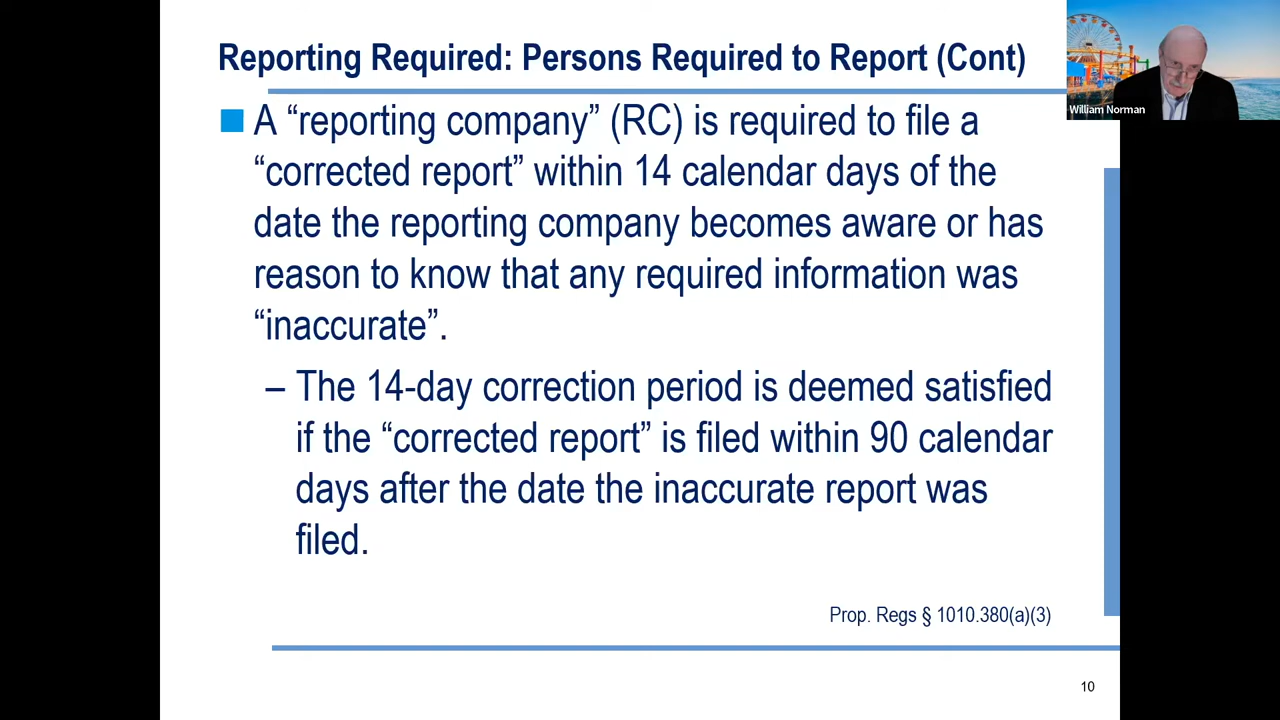 Reporting Required: Persons Required to Report (Cont)
William Norman
A “reporting company” (RC) is required to file a
“corrected report” within 14 calendar days of the
date the reporting company becomes aware or has
reason to know that any required information was
“inaccurate”.
– The 14-day correction period is deemed satisfied
if the “corrected report” is filed within 90 calendar
days after the date the inaccurate report was
filed.
Prop. Regs § 1010.380(a)(3)
10